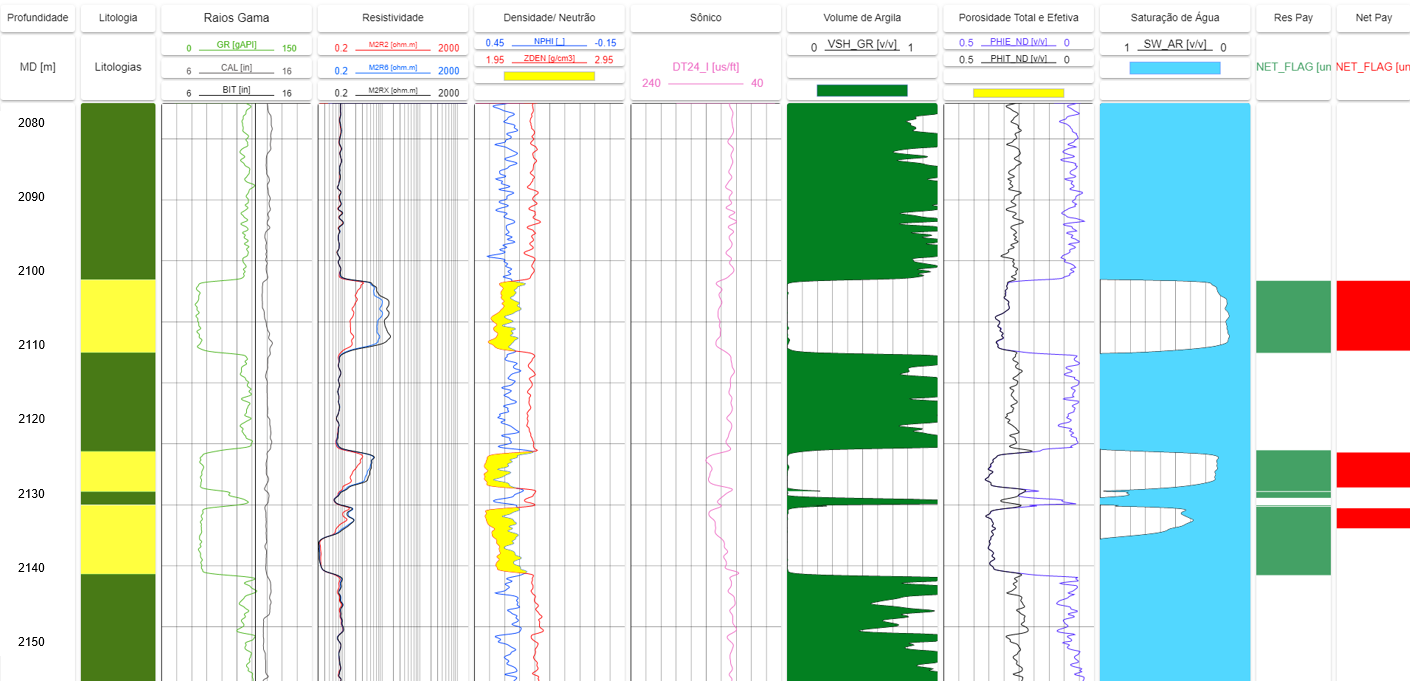 Profundidade
Litologia
Raios Gama
Resistividade
Densidade/ Neutrão
Sônico
Volume de Argila
Porosidade Total e Efetiva
Saturação de Água
Res Pay
Net Pay
MD [m]
Litologias
0 GR [gAPI] 150
6 CAL [in] 16
6 BIT [in] 16
0.2 M2R2 [ohm.m] 2000
0.2 M2R6 [ohm.m] 2000
0.2 M2RX [ohm.m] 2000
0.45 NPHI [_] -0.15
1.95 ZDEN [g/cm3] 2.95
DT24_I [us/ft]
240 40
0 VSH_GR [v/v] 1
0.5 PHIE_ND [v/v] 0
0.5 PHIT_ND [v/v] 0
1 SW_AR [v/v] 0
NET_FLAG [un
NET_FLAG [un
2080
2090
2100
2110
2120
2130
2140
2150